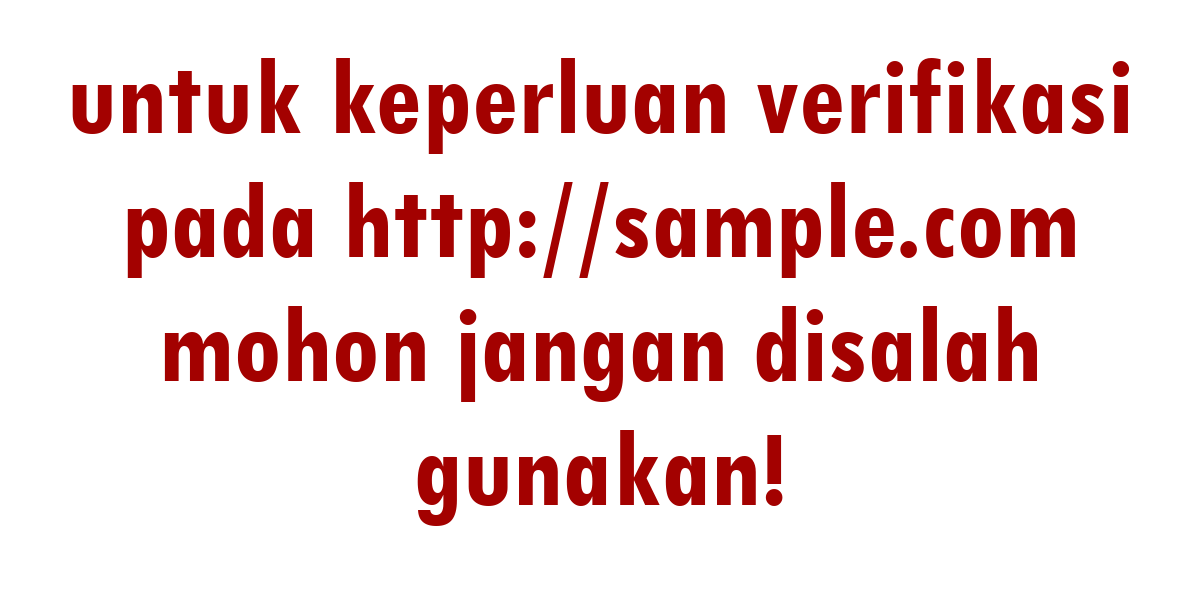 untuk keperluan verifikasi
pada http://sample.com
mohon jangan disalah
gunakan!